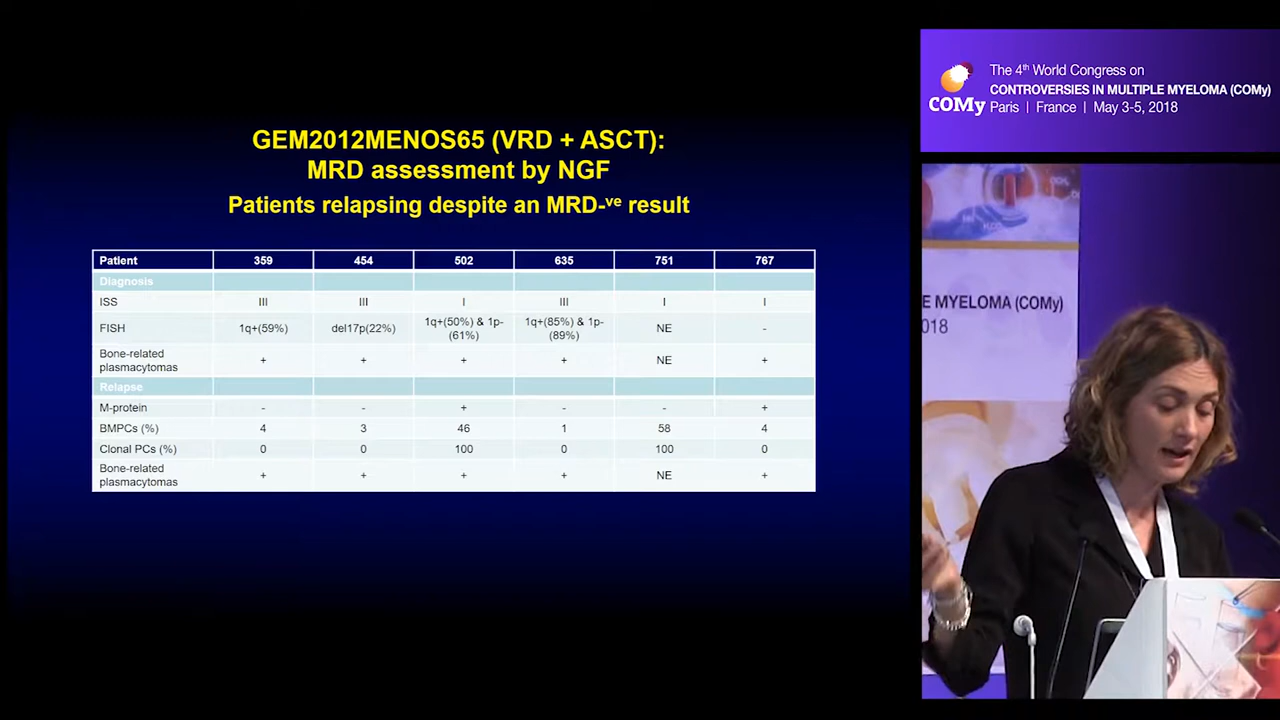 GEM2012MENOS65 (VRD + ASCT):
MRD assessment by NGF
Patients relapsing despite an MRD-ve result
Patient 359 454 502 635 751 767
Diagnosis
ISS III III I III I I
FISH 1q+(59%) del17p(22%) 1q+(50%) & 1p-(61%) 1q+(85%) & 1p-(89%) NE -
Bone-related plasmacytomas + + + + NE +
Relapse
M-protein - - + - - +
BMPCs (%) 4 3 46 1 58 4
Clonal PCs (%) 0 0 100 0 100 0
Bone-related plasmacytomas + + + + NE +
COMy
The 4th World Congress on
CONTROVERSIES IN MULTIPLE MYELOMA (COMy)
Paris | France | May 3-5, 2018
E MYELOMA (COMy)
018